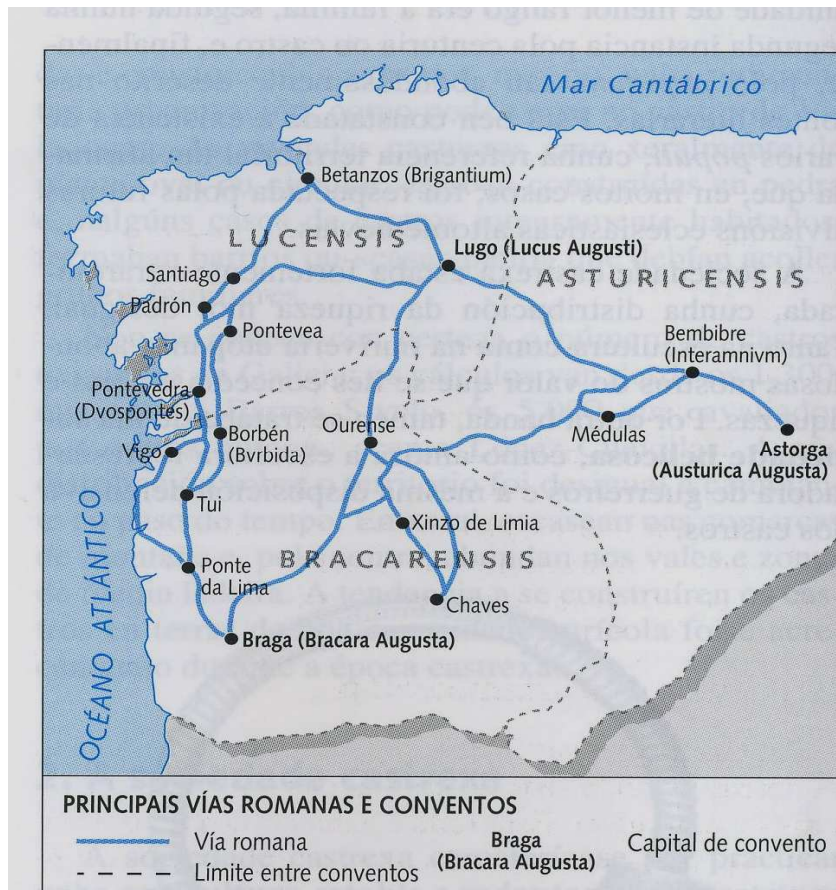 Mar Cantábrico
Betanzos (Brigantium)
LUCENSIS
Lugo (Lucus Augusti)
ASTURICENSIS
Santiago
Padrón
Pontevea
Bembibre
(Interamnivm)
Pontevedra
(Dvospontes)
Borbén
(Bvrbida)
Ourense
Médulas
Astorga
(Austurica Augusta)
Vigo
Tui
Xinzo de Limia
BRACARENSIS
Ponte
da Lima
Chaves
Braga (Bracara Augusta)
OCÉANO ATLÁNTICO
PRINCIPAIS VÍAS ROMANAS E CONVENTOS
Vía romana
Límite entre conventos
Braga
(Bracara Augusta)
Capital de convento